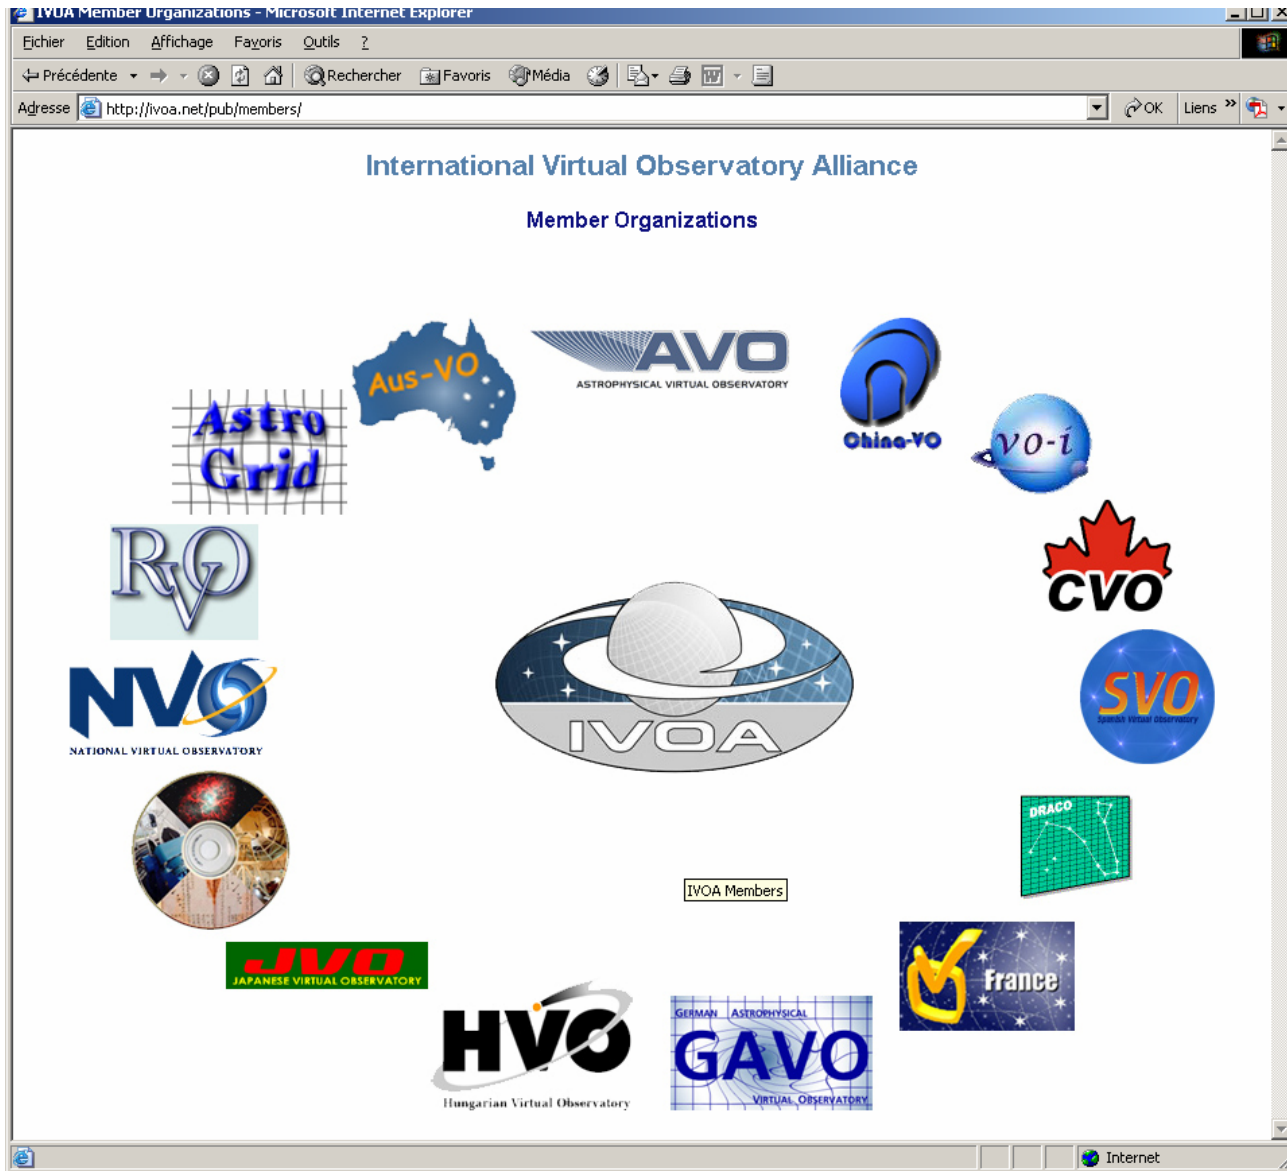 IVOA Member Organizations - Microsoft Internet Explorer
Fichier Edition Affichage Favoris Outils ?
Précédente Rechercher Favoris Média
Adresse http://ivoa.net/pub/members/ OK Liens »
International Virtual Observatory Alliance
Member Organizations
Aus-VO
AVO
ASTROPHYSICAL VIRTUAL OBSERVATORY
China-VO
Astro
Grid
vo-i
RVO
CVO
NVO
NATIONAL VIRTUAL OBSERVATORY
IVOA
SVO
Spanish Virtual Observatory
DRACO
IVOA Members
JVO
JAPANESE VIRTUAL OBSERVATORY
VO
France
HVO
Hungarian Virtual Observatory
GERMAN ASTROPHYSICAL
GAVO
VIRTUAL OBSERVATORY
Internet